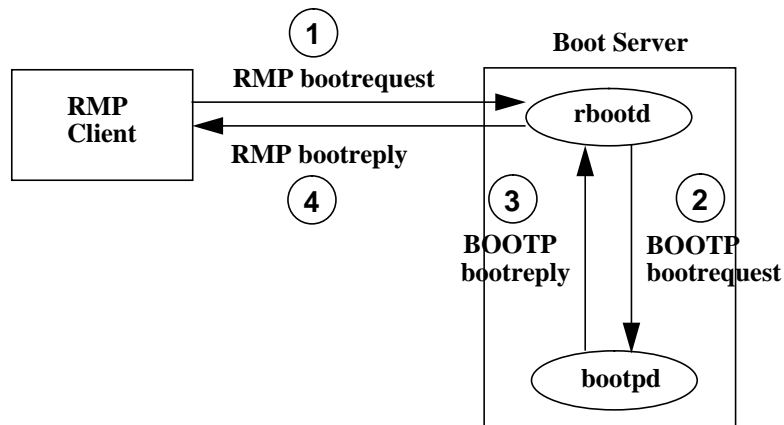 1
Boot Server
RMP bootrequest
RMP
Client
rbootd
RMP bootreply
4
3
2
BOOTP
bootreply
BOOTP
bootrequest
bootpd